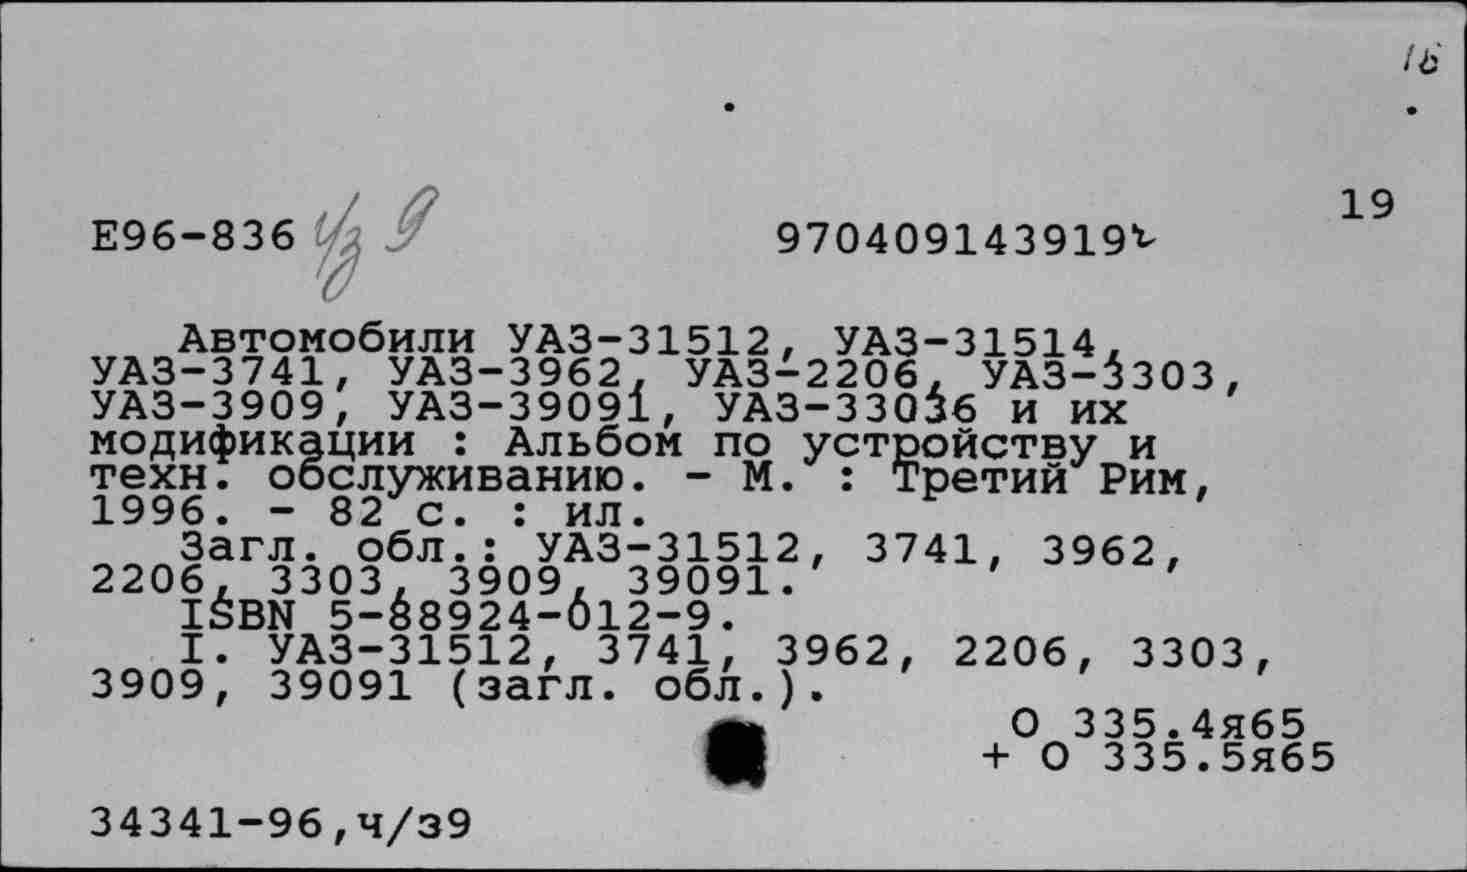 19
Е96-836 ч/з 9 970409143919
Автомобили УАЗ-31512, УАЗ-31514,
УАЗ-3741, УАЗ-3962, УАЗ-2206, УАЗ-3303,
УАЗ-3909, УАЗ-39091, УАЗ-33036 и их
модификации : Альбом по устройству и
техн. обслуживанию. - М. : Третий Рим,
1996. - 82 с. : ил.
Загл. обл.: УАЗ-31512, 3741, 3962,
2206, 3303, 3909, 39091.
ISBN 5-88924-012-9.
I. УАЗ-31512, 3741, 3962, 2206, 3303,
3909, 39091 (загл. обл.).
О 335.4я65
+ О 335.5я65
34341-96,ч/з9